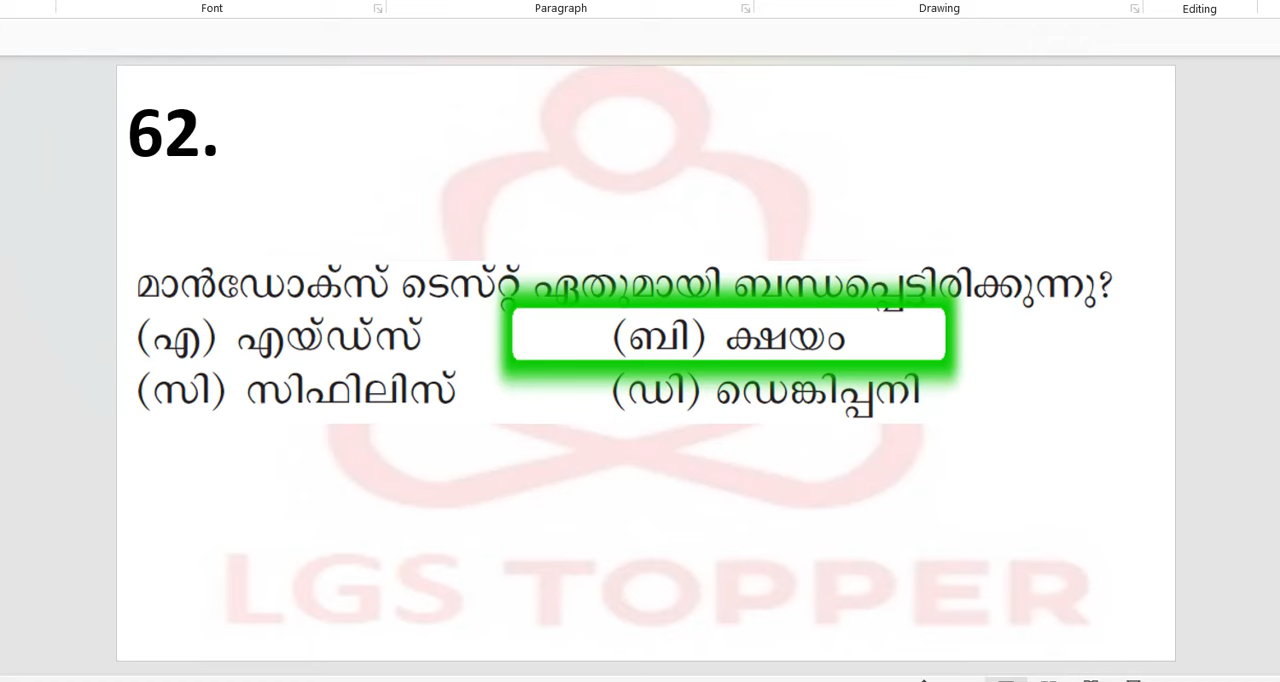 Font Paragraph Drawing Editing
62.
മാൻഡോക്സ് ടെസ്റ്റ് ഏതുമായി ബന്ധപ്പെട്ടിരിക്കുന്നു?
(എ) എയ്ഡ്സ് (ബി) ക്ഷയം
(സി) സിഫിലിസ് (ഡി) ഡെങ്കിപ്പനി
LGS TOPPER